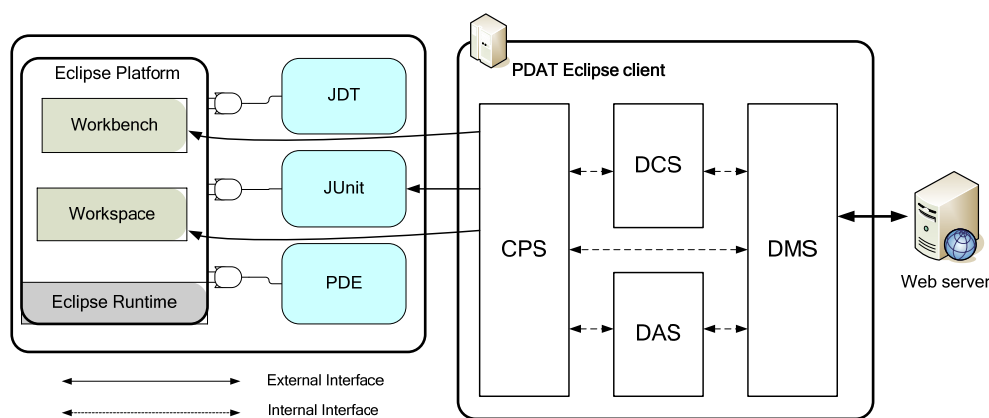 Eclipse Platform
Workbench
Workspace
Eclipse Runtime
JDT
JUnit
PDE
PDAT Eclipse client
CPS
DCS
DAS
DMS
Web server
External Interface
Internal Interface